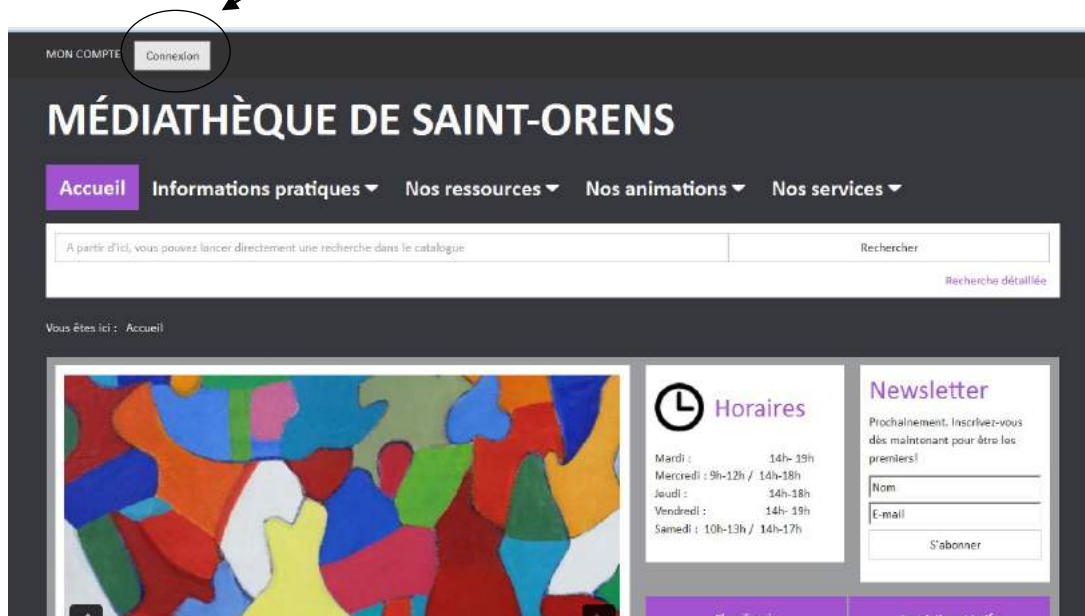 MON COMPTE Connexion
MÉDIATHÈQUE DE SAINT-ORENS
Accueil Informations pratiques Nos ressources Nos animations Nos services
A partir d'ici, vous pouvez lancer directement une recherche dans le catalogue Rechercher
Recherche détaillée
Vous êtes ici : Accueil
Horaires
Mardi : 14h- 19h
Mercredi : 9h-12h / 14h-18h
Jeudi : 14h-18h
Vendredi : 14h- 19h
Samedi : 10h-13h / 14h-17h
Newsletter
Prochainement. Inscrivez-vous
dès maintenant pour être les
premiers!
Nom
E-mail
S'abonner